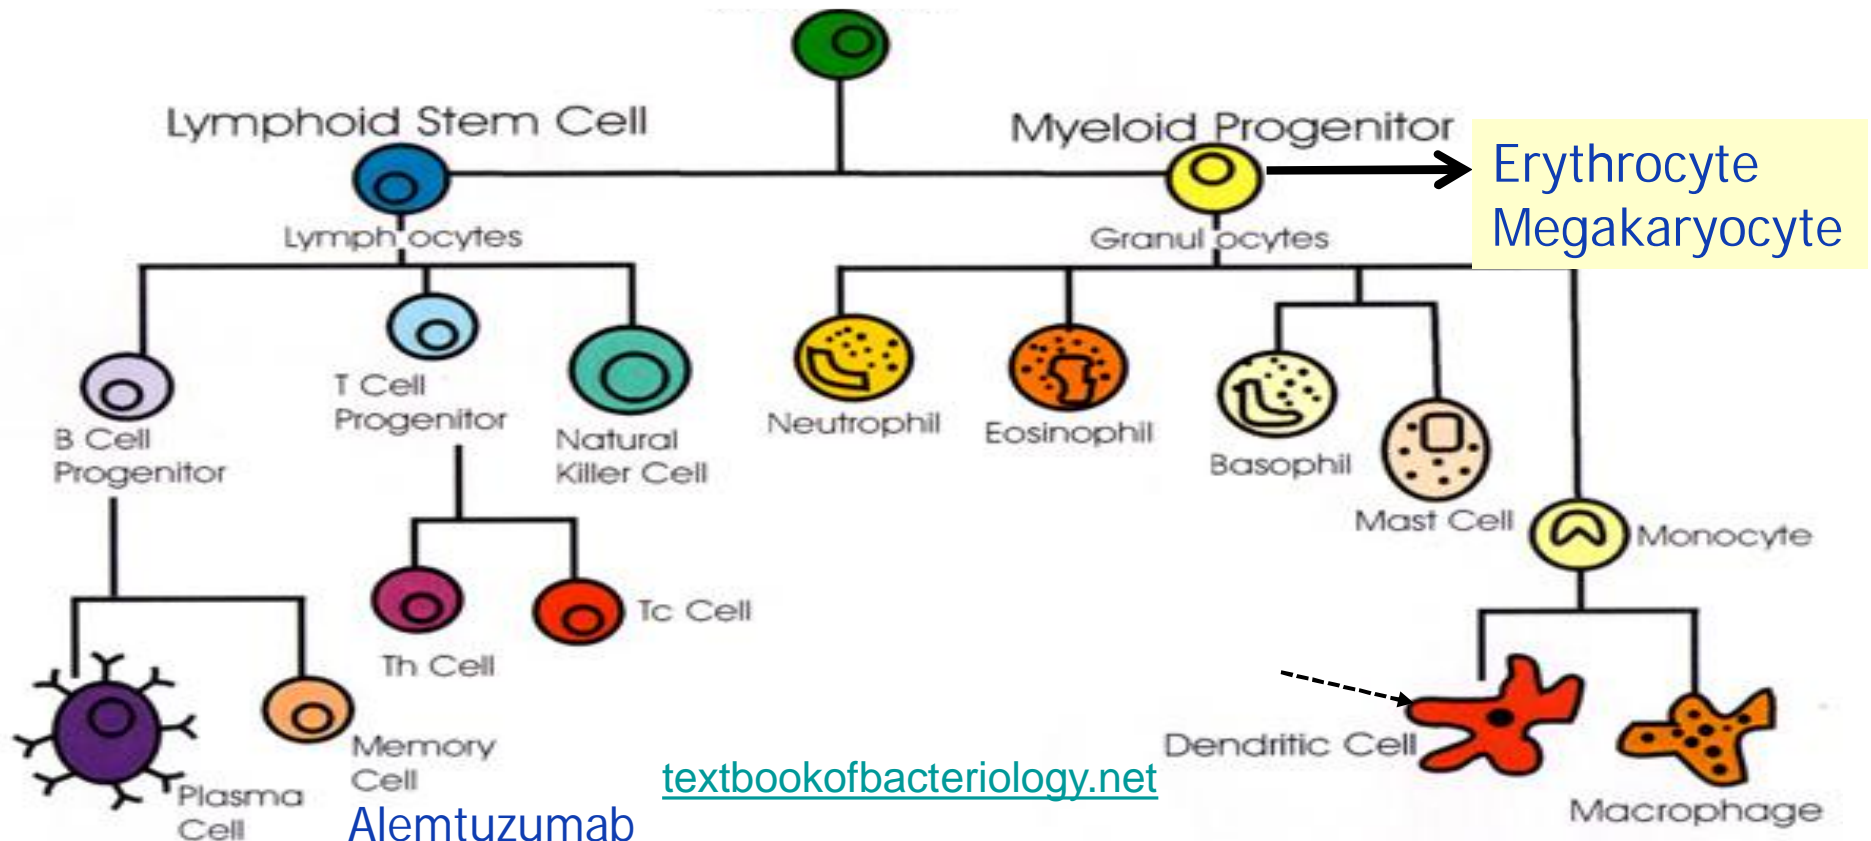 Lymphoid Stem Cell
Myeloid Progenitor
Erythrocyte
Megakaryocyte
Lymph ocytes
Granul ocytes
B Cell
Progenitor
T Cell
Progenitor
Natural
Killer Cell
Neutrophil
Eosinophil
Basophil
Mast Cell
Monocyte
Th Cell
Tc Cell
Plasma
Cell
Memory
Cell
Alemtuzumab
textbookofbacteriology.net
Dendritic Cell
Macrophage